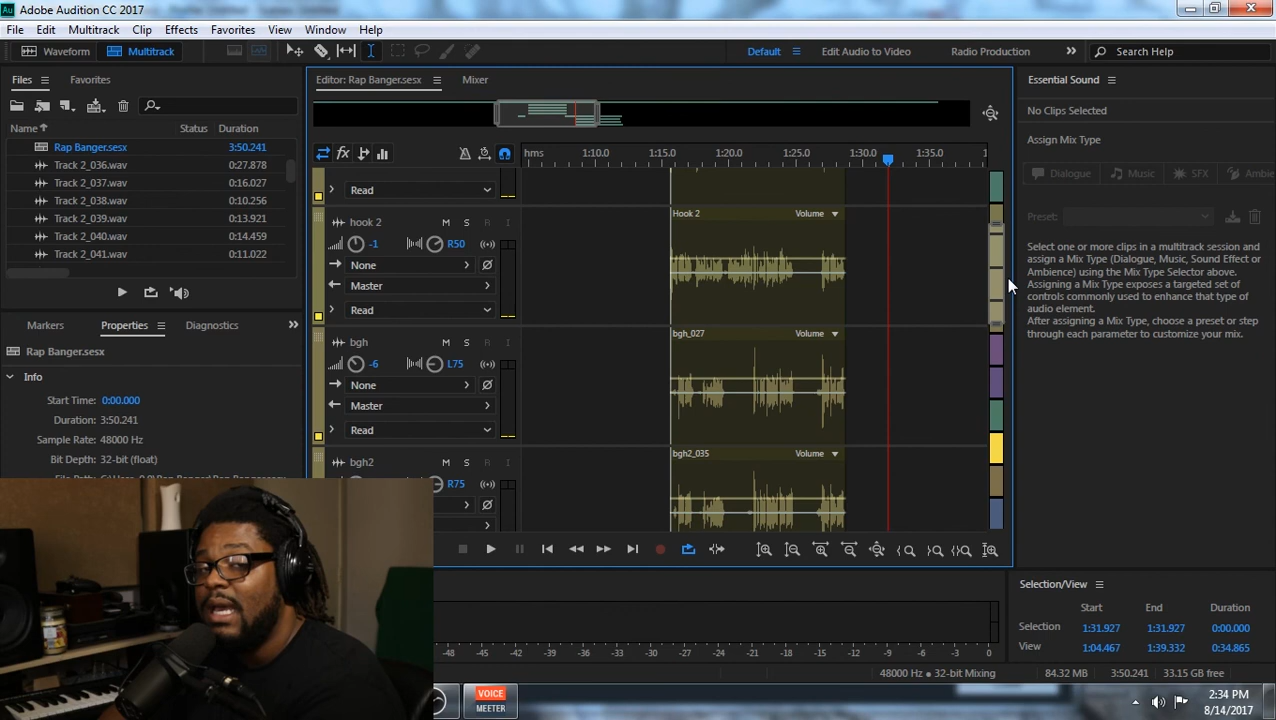 Au Adobe Audition CC 2017
File Edit Multitrack Clip Effects Favorites View Window Help
Waveform Multitrack Default Edit Audio to Video Radio Production Search Help
Files Favorites
Name Status Duration
Rap Banger.sesx 3:50.241
Track 2_036.wav 0:27.878
Track 2_037.wav 0:16.027
Track 2_038.wav 0:10.256
Track 2_039.wav 0:13.921
Track 2_040.wav 0:14.459
Track 2_041.wav 0:11.022
Markers Properties Diagnostics
Rap Banger.sesx
Info
Start Time: 0:00.000
Duration: 3:50.241
Sample Rate: 48000 Hz
Bit Depth: 32-bit (float)
Editor: Rap Banger.sesx Mixer
fx
hms 1:10.0 1:15.0 1:20.0 1:25.0 1:30.0 1:35.0 1
Read
hook 2 M S R I
-1 R50
None
Master
Read
Hook 2 Volume
bgh M S R I
-6 L75
None
Master
Read
bgh_027 Volume
bgh2 M S R I
R75
bgh2_035 Volume
-48 -45 -42 -39 -36 -33 -30 -27 -24 -21 -18 -15 -12 -9 -6 -3 0
48000 Hz ● 32-bit Mixing 84.32 MB 3:50.241 33.15 GB free
Essential Sound
No Clips Selected
Assign Mix Type
Dialogue Music SFX Ambie
Preset:
Select one or more clips in a multitrack session and
assign a Mix Type (Dialogue, Music, Sound Effect or
Ambience) using the Mix Type Selector above.
Assigning a Mix Type exposes a targeted set of
controls commonly used to enhance that type of
audio element.
After assigning a Mix Type, choose a preset or step
through each parameter to customize your mix.
Selection/View
Start End Duration
Selection 1:31.927 1:31.927 0:00.000
View 1:04.467 1:39.332 0:34.865
VOICE
MEETER
2:34 PM
8/14/2017